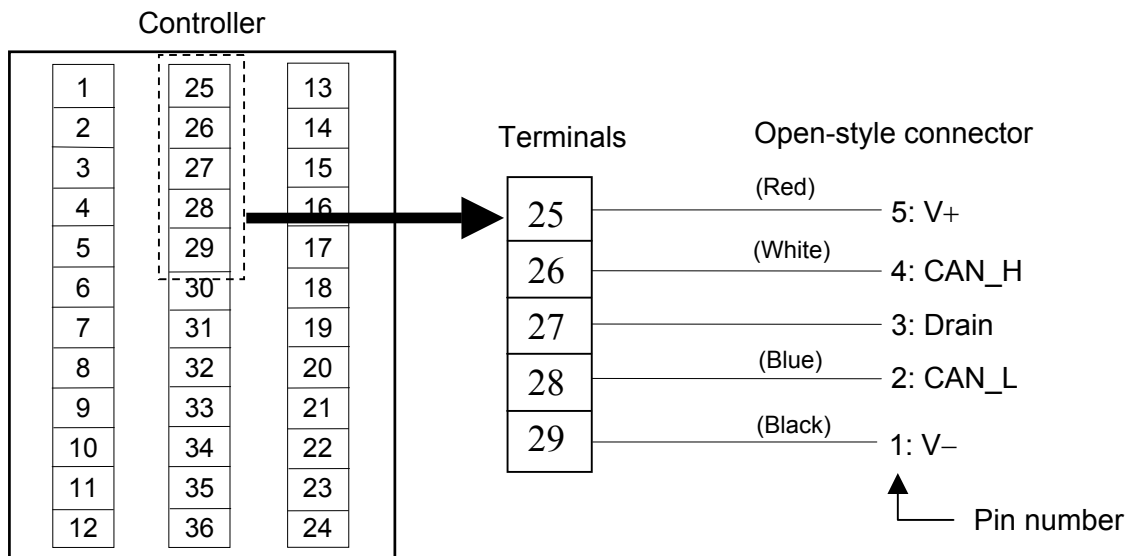 Controller
1 25 13
2 26 14
3 27 15
4 28 16
5 29 17
6 30 18
7 31 19
8 32 20
9 33 21
10 34 22
11 35 23
12 36 24
Terminals Open-style connector
25 (Red) 5: V+
26 (White) 4: CAN_H
27 3: Drain
28 (Blue) 2: CAN_L
29 (Black) 1: V−
Pin number